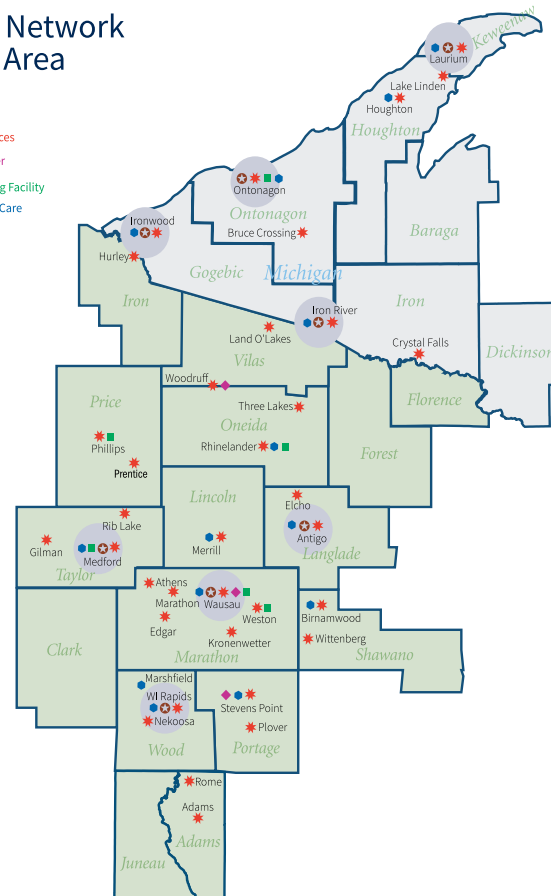 Network
Area
ces
er
g Facility
Care
Keweenaw
Laurium
Lake Linden
Houghton
Houghton
Ontonagon
Ontonagon
Bruce Crossing
Baraga
Ironwood
Hurley
Gogebic
Michigan
Iron
Iron
Iron River
Land O'Lakes
Vilas
Crystal Falls
Dickinson
Woodruff
Price
Three Lakes
Oneida
Florence
Phillips
Rhinelander
Forest
Prentice
Lincoln
Elcho
Rib Lake
Gilman
Medford
Taylor
Merrill
Antigo
Langlade
Athens
Marathon
Wausau
Weston
Edgar
Kronenwetter
Marathon
Birnamwood
Wittenberg
Shawano
Clark
Marshfield
WI Rapids
Nekoosa
Wood
Stevens Point
Plover
Portage
Rome
Adams
Adams
Juneau